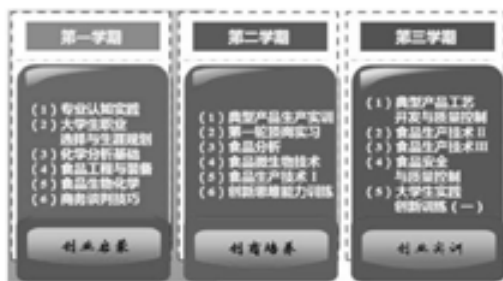 第一学期
(1) 专业认知实践
(2) 大学生职业
选择与生涯规划
(3) 化学分析基础
(4) 食品工程与装备
(5) 食品生物化学
(6) 商务谈判技巧
创业启蒙
第二学期
(1) 典型产品生产实训
(2) 第一轮顶岗实习
(3) 食品分析
(4) 食品微生物技术
(5) 食品生产技术 I
(6) 创新思维能力训练
创商培养
第三学期
(1) 典型产品工艺
开发与质量控制
(2) 食品生产技术 II
(3) 食品生产技术 III
(4) 食品安全
与质量控制
(5) 大学生实践
创新训练 (一)
创业实训